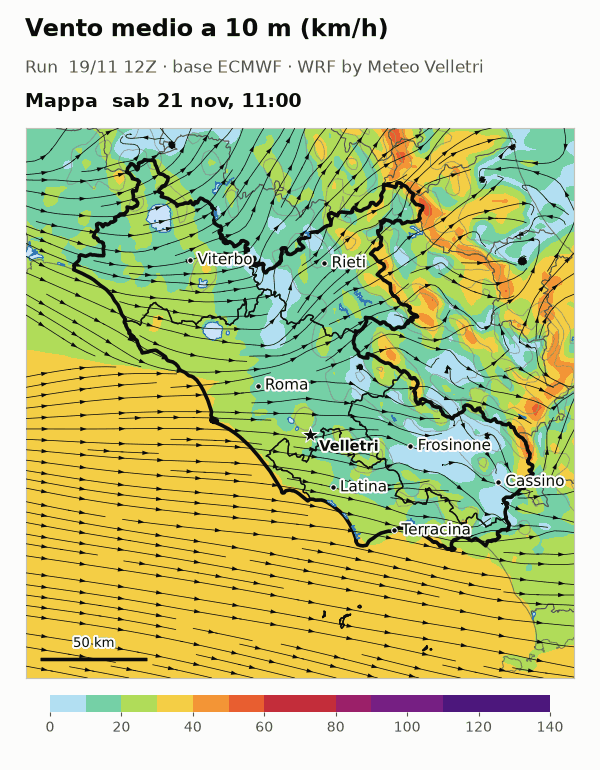 Vento medio a 10 m (km/h)
Run 19/11 12Z · base ECMWF · WRF by Meteo Velletri
Mappa sab 21 nov, 11:00
Viterbo
Rieti
Roma
Velletri
Frosinone
Cassino
Latina
Terracina
50 km
0 20 40 60 80 100 120 140